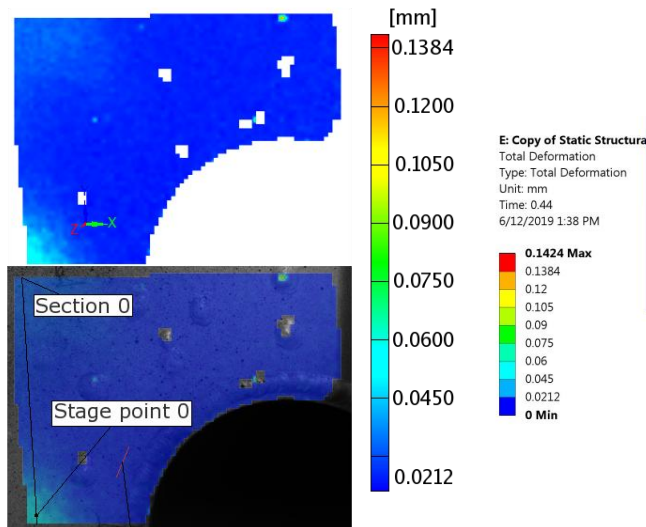 [mm]
0.1384
0.1200
0.1050
0.0900
0.0750
0.0600
0.0450
0.0212
Z
X
Section 0
Stage point 0
E: Copy of Static Structura
Total Deformation
Type: Total Deformation
Unit: mm
Time: 0.44
6/12/2019 1:38 PM
0.1424 Max
0.1384
0.12
0.105
0.09
0.075
0.06
0.045
0.0212
0 Min